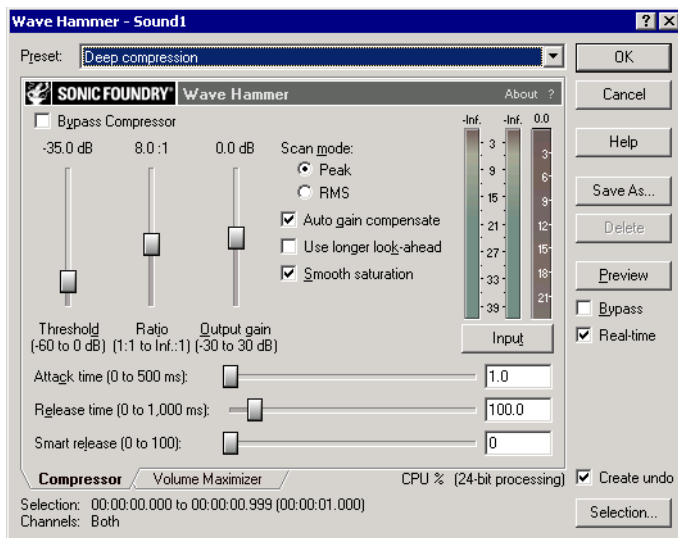 Wave Hammer - Sound1
Preset: Deep compression
OK
SONIC FOUNDRY® Wave Hammer About ?
Cancel
Bypass Compressor
-Inf. -Inf. 0.0
-35.0 dB 8.0 :1 0.0 dB
Scan mode:
Peak
RMS
Auto gain compensate
Use longer look-ahead
Smooth saturation
3
9
15
21
27
33
39
3
6
9
12
15
18
21
Help
Save As...
Delete
Preview
Bypass
Real-time
Threshold Ratio Output gain
(-60 to 0 dB) (1:1 to Inf.:1) (-30 to 30 dB)
Input
Attack time (0 to 500 ms): 1.0
Release time (0 to 1,000 ms): 100.0
Smart release (0 to 100): 0
Compressor Volume Maximizer CPU % (24-bit processing)
Create undo
Selection: 00:00:00.000 to 00:00:00.999 (00:00:01.000)
Channels: Both
Selection...